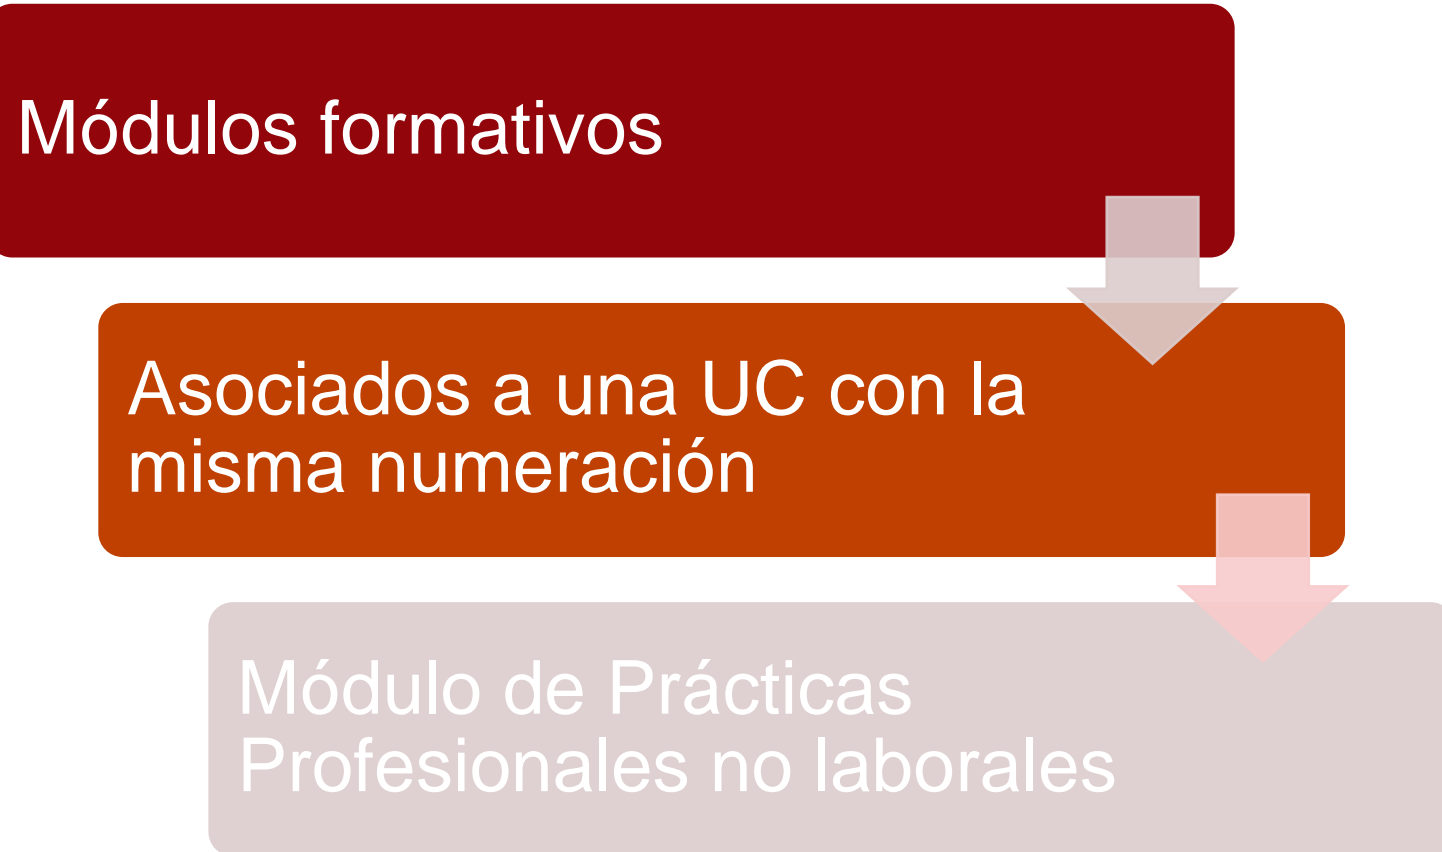 Módulos formativos
Asociados a una UC con la
misma numeración
Módulo de Prácticas
Profesionales no laborales